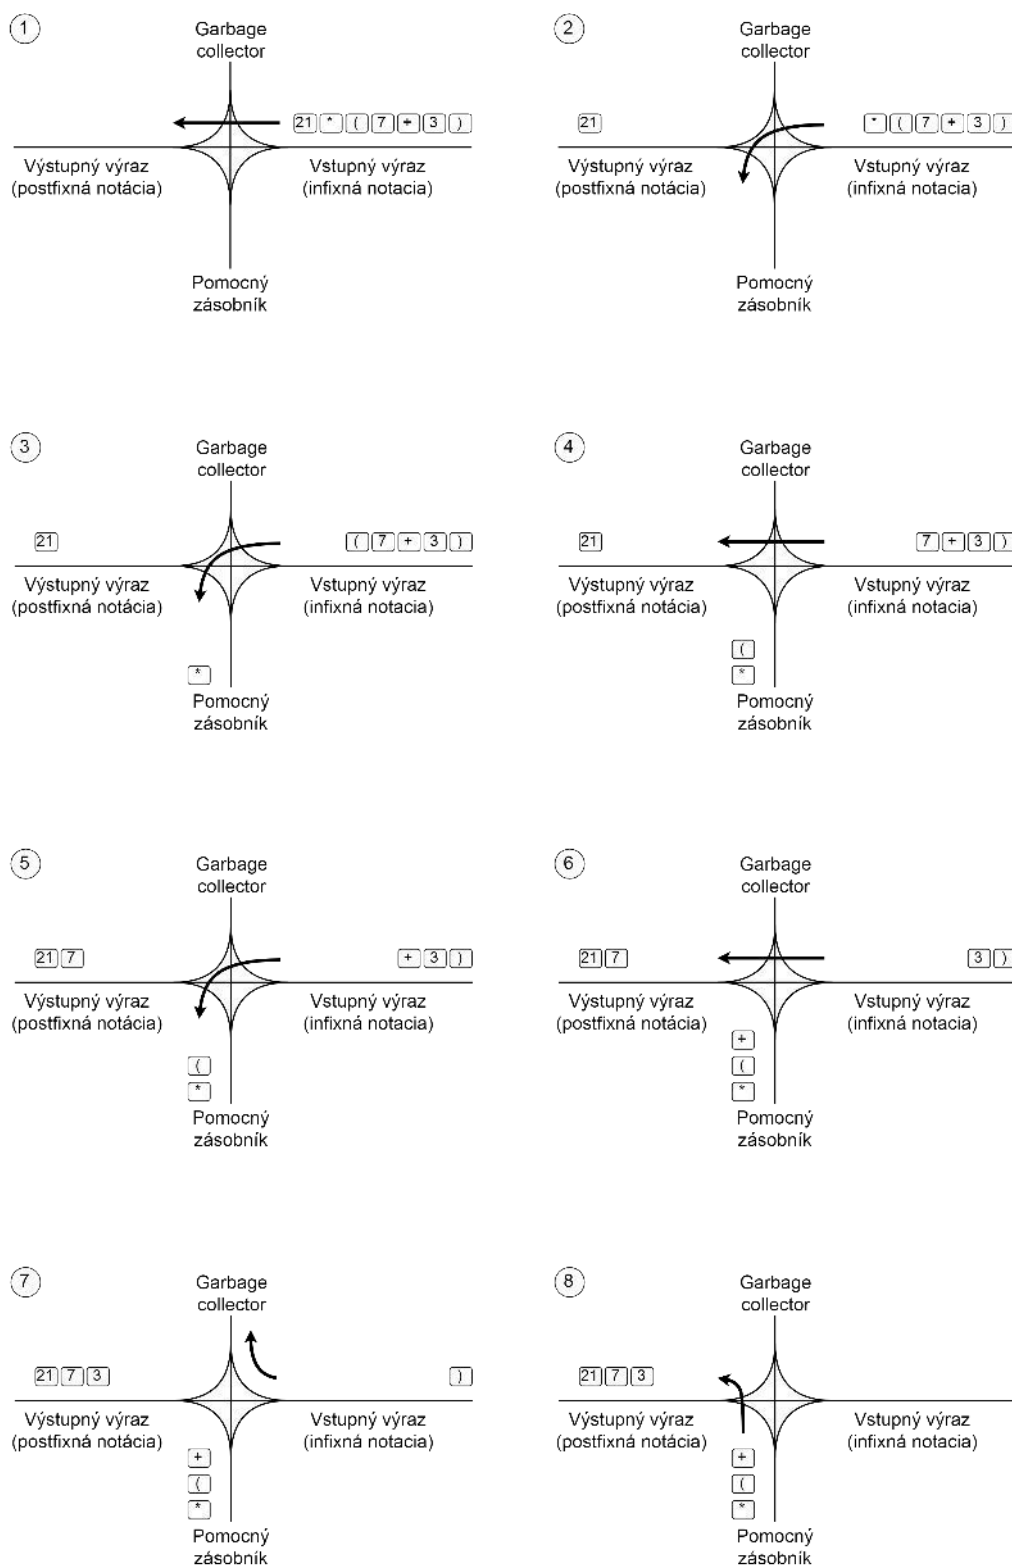 1
Garbage
collector
21 * ( 7 + 3 )
Výstupný výraz
(postfixná notácia)
Vstupný výraz
(infixná notacia)
Pomocný
zásobník
2
Garbage
collector
21
* ( 7 + 3 )
Výstupný výraz
(postfixná notácia)
Vstupný výraz
(infixná notacia)
Pomocný
zásobník
3
Garbage
collector
21
( 7 + 3 )
Výstupný výraz
(postfixná notácia)
Vstupný výraz
(infixná notacia)
*
Pomocný
zásobník
4
Garbage
collector
21
7 + 3 )
Výstupný výraz
(postfixná notácia)
Vstupný výraz
(infixná notacia)
(
*
Pomocný
zásobník
5
Garbage
collector
21 7
+ 3 )
Výstupný výraz
(postfixná notácia)
Vstupný výraz
(infixná notacia)
(
*
Pomocný
zásobník
6
Garbage
collector
21 7
3 )
Výstupný výraz
(postfixná notácia)
Vstupný výraz
(infixná notacia)
+
(
*
Pomocný
zásobník
7
Garbage
collector
21 7 3
)
Výstupný výraz
(postfixná notácia)
Vstupný výraz
(infixná notacia)
+
(
*
Pomocný
zásobník
8
Garbage
collector
21 7 3
Výstupný výraz
(postfixná notácia)
Vstupný výraz
(infixná notacia)
+
(
*
Pomocný
zásobník